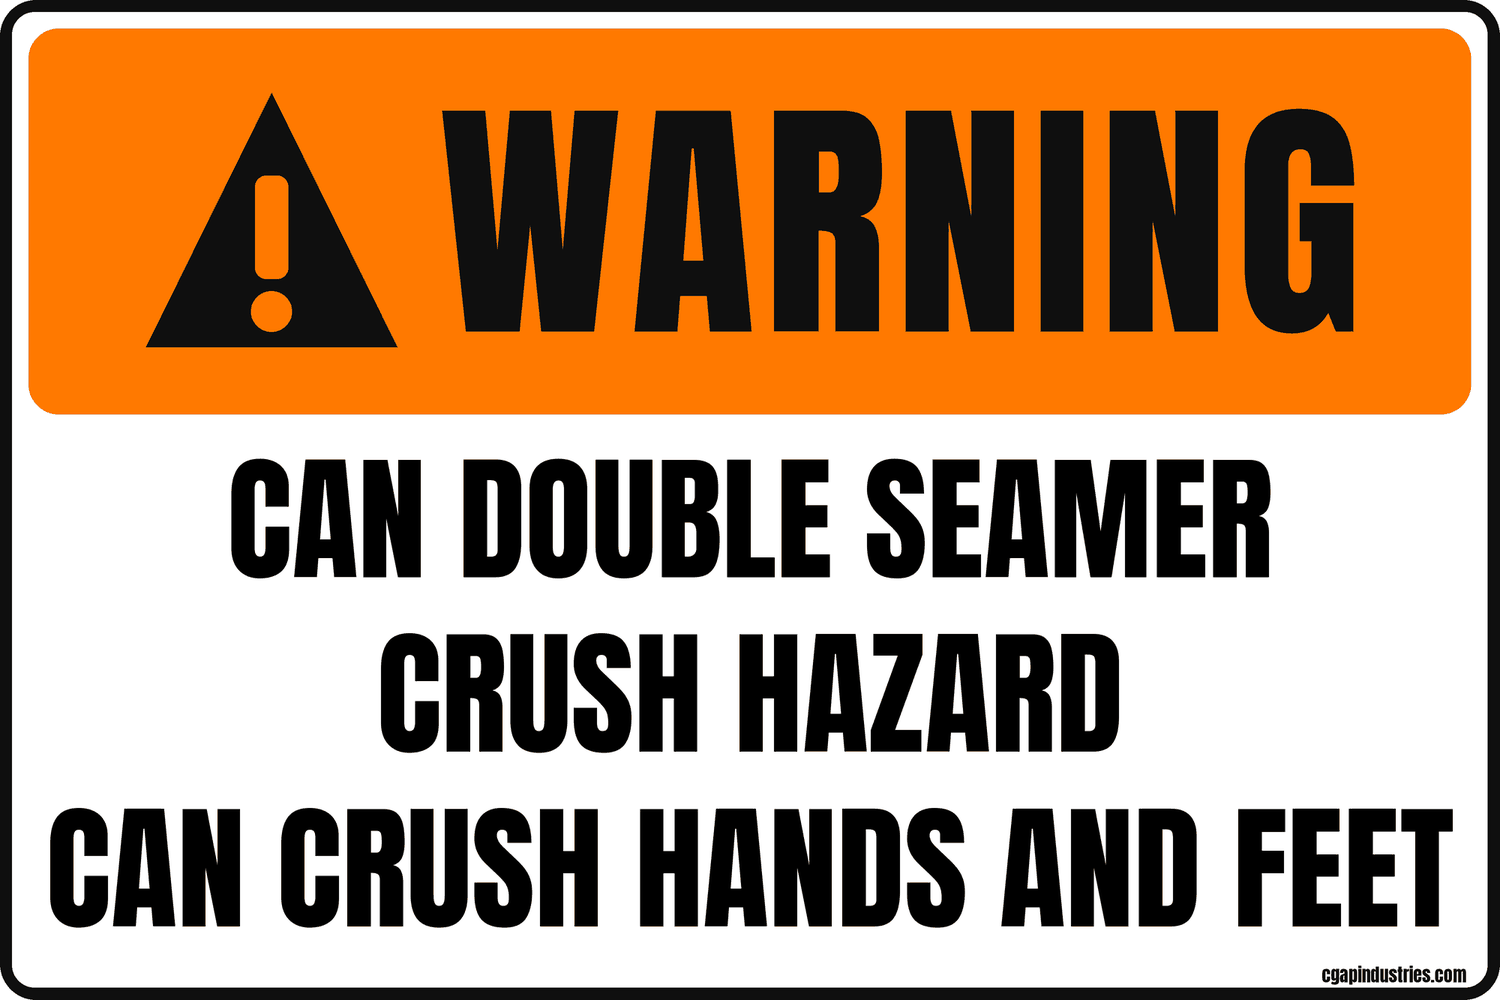 WARNING
CAN DOUBLE SEAMER
CRUSH HAZARD
CAN CRUSH HANDS AND FEET
cgapindustries.com